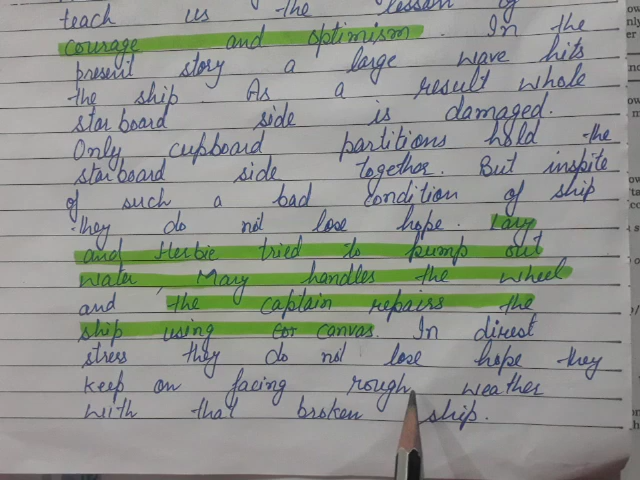 teach us the lesson of
courage and optimism. In the
present story a large wave hits
the ship. As a result whole
starboard side is damaged.
Only cupboard partitions hold the
starboard side together. But inspite
of such a bad condition of ship
they do not lose hope. Lary
and Herbie tried to pump out
water, Mary handles the wheel
and the captain repairs the
ship using canvas. In direst
stress they do not lose hope they
keep on facing rough weather
with that broken ship.